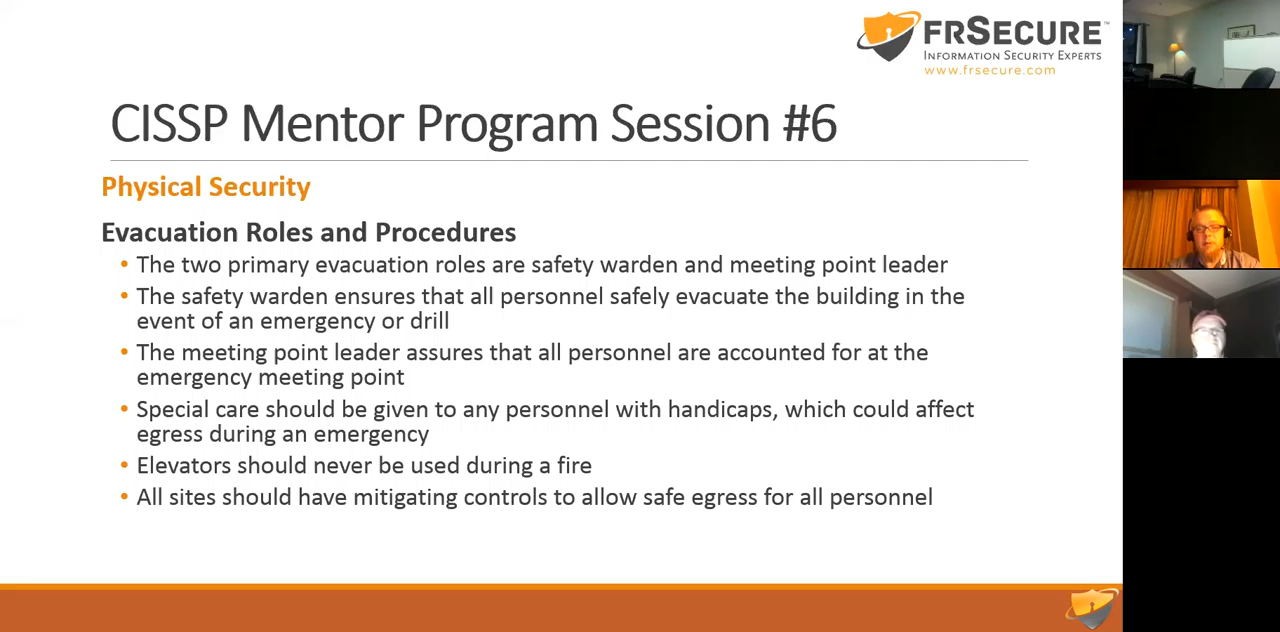 FRSECURE™
INFORMATION SECURITY EXPERTS
www.frsecure.com
CISSP Mentor Program Session #6
Physical Security
Evacuation Roles and Procedures
• The two primary evacuation roles are safety warden and meeting point leader
• The safety warden ensures that all personnel safely evacuate the building in the
event of an emergency or drill
• The meeting point leader assures that all personnel are accounted for at the
emergency meeting point
• Special care should be given to any personnel with handicaps, which could affect
egress during an emergency
• Elevators should never be used during a fire
• All sites should have mitigating controls to allow safe egress for all personnel